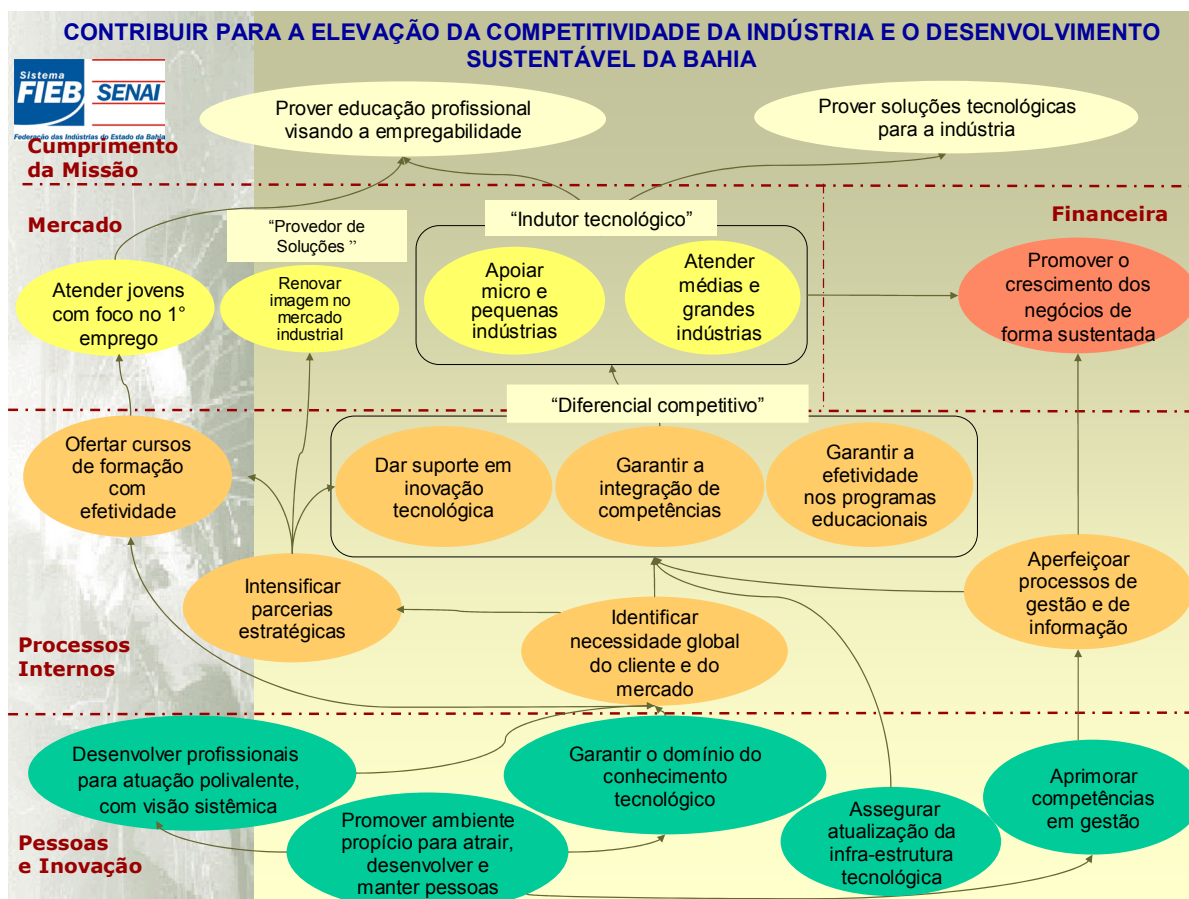 CONTRIBUIR PARA A ELEVAÇÃO DA COMPETITIVIDADE DA INDÚSTRIA E O DESENVOLVIMENTO
SUSTENTÁVEL DA BAHIA
Sistema
FIEB
SENAI
Federação das Indústrias do Estado da Bahia
Cumprimento
da Missão
Prover educação profissional
visando a empregabilidade
Prover soluções tecnológicas
para a indústria
Mercado
Financeira
“Provedor de
Soluções ”
“Indutor tecnológico”
Atender jovens
com foco no 1°
emprego
Renovar
imagem no
mercado
industrial
Apoiar
micro e
pequenas
indústrias
Atender
médias e
grandes
indústrias
Promover o
crescimento dos
negócios de
forma sustentada
“Diferencial competitivo”
Ofertar cursos
de formação
com
efetividade
Dar suporte em
inovação
tecnológica
Garantir a
integração de
competências
Garantir a
efetividade
nos programas
educacionais
Intensificar
parcerias
estratégicas
Identificar
necessidade global
do cliente e do
mercado
Aperfeiçoar
processos de
gestão e de
informação
Processos
Internos
Desenvolver profissionais
para atuação polivalente,
com visão sistêmica
Garantir o domínio do
conhecimento
tecnológico
Promover ambiente
propício para atrair,
desenvolver e
manter pessoas
Assegurar
atualização da
infra-estrutura
tecnológica
Aprimorar
competências
em gestão
Pessoas
e Inovação